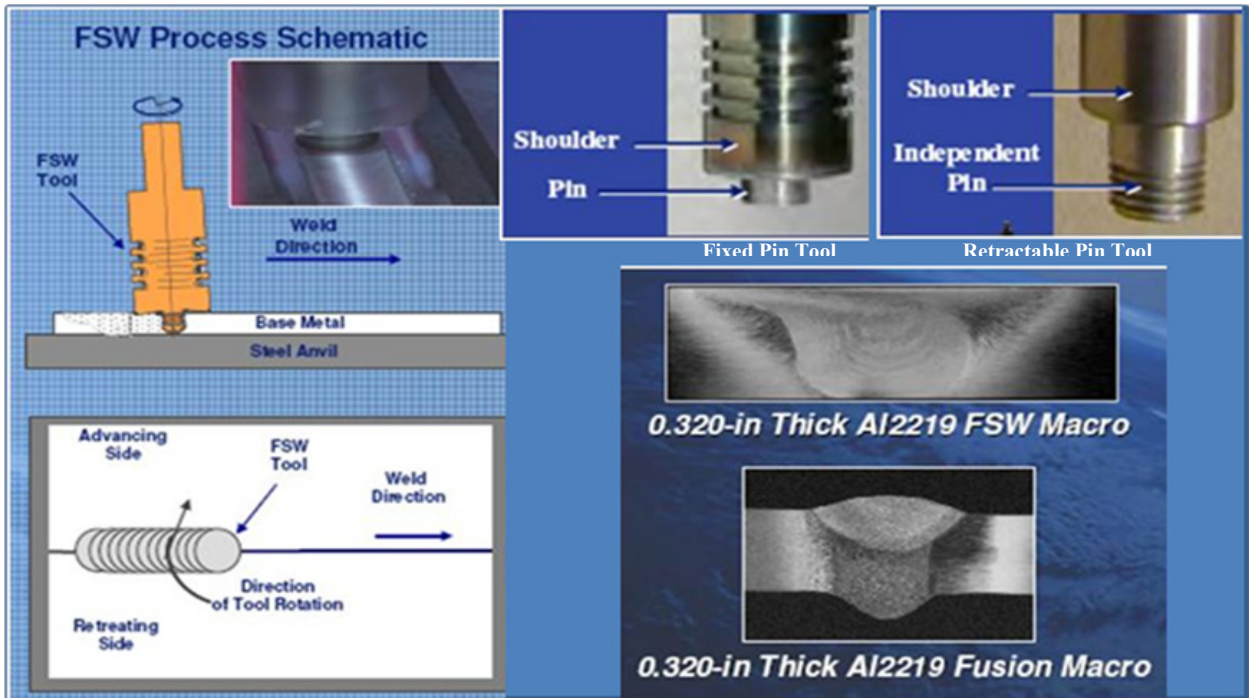 FSW Process Schematic
FSW
Tool
Weld
Direction
Base Metal
Steel Anvil
Advancing
Side
FSW
Tool
Weld
Direction
Direction
of Tool Rotation
Retreating
Side
Shoulder
Pin
Fixed Pin Tool
Shoulder
Independent
Pin
Retractable Pin Tool
0.320-in Thick Al2219 FSW Macro
0.320-in Thick Al2219 Fusion Macro